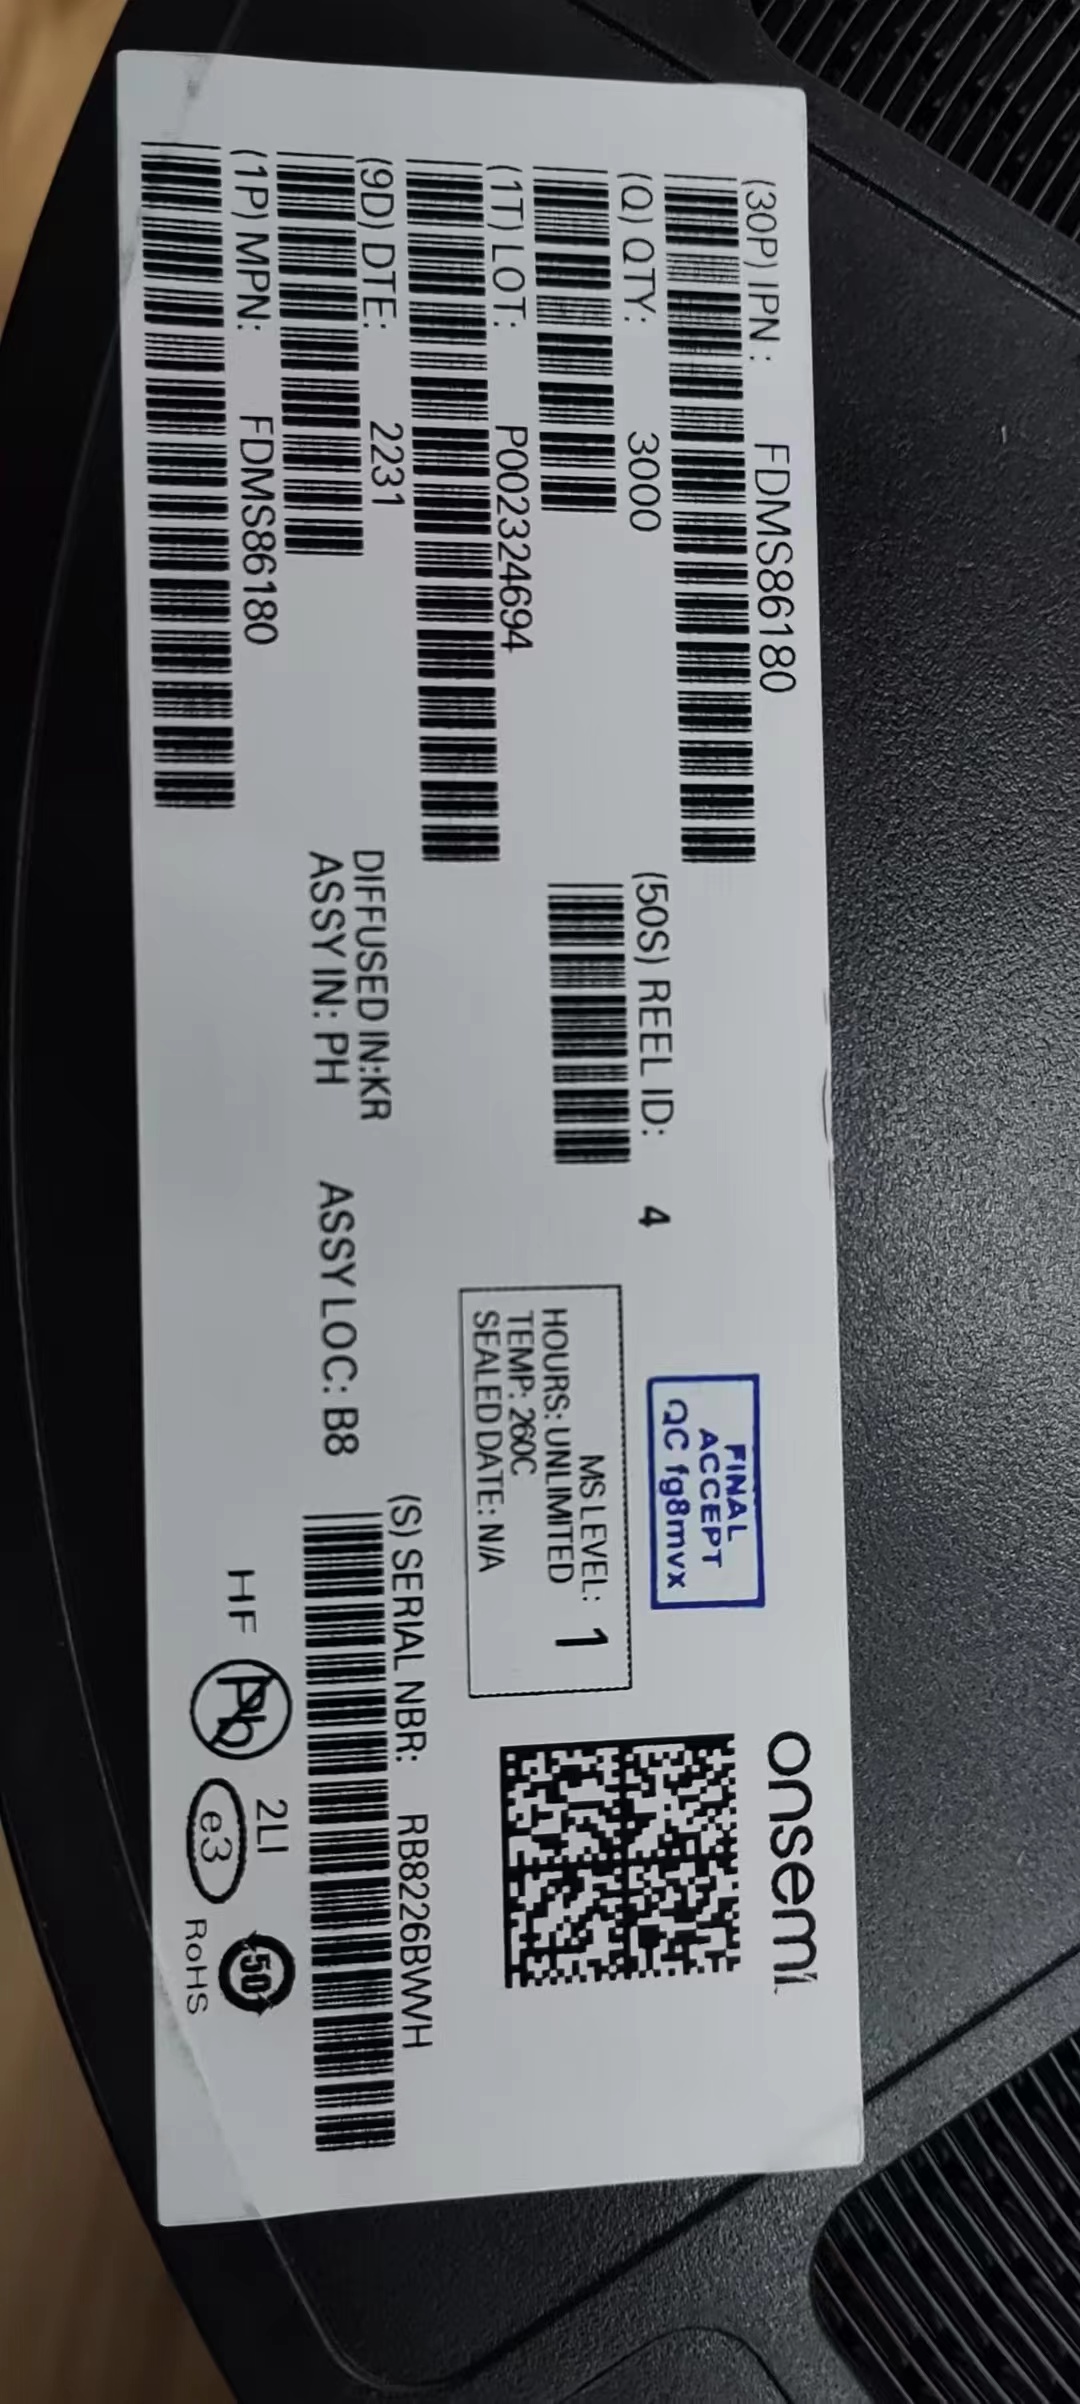 (30P) IPN : FDMS86180
onsemi
(Q) QTY: 3000
(50S) REEL ID: 4
FINAL
ACCEPT
QC fg8mvx
(1T) LOT: P002324694
MS LEVEL: 1
HOURS: UNLIMITED
TEMP: 260C
SEALED DATE: N/A
(9D) DTE: 2231
DIFFUSED IN:KR
ASSY IN: PH ASSY LOC: B8
(S) SERIAL NBR: RB8226BWWH
(1P) MPN: FDMS86180
HF Pb 2LI e3 50 RoHS